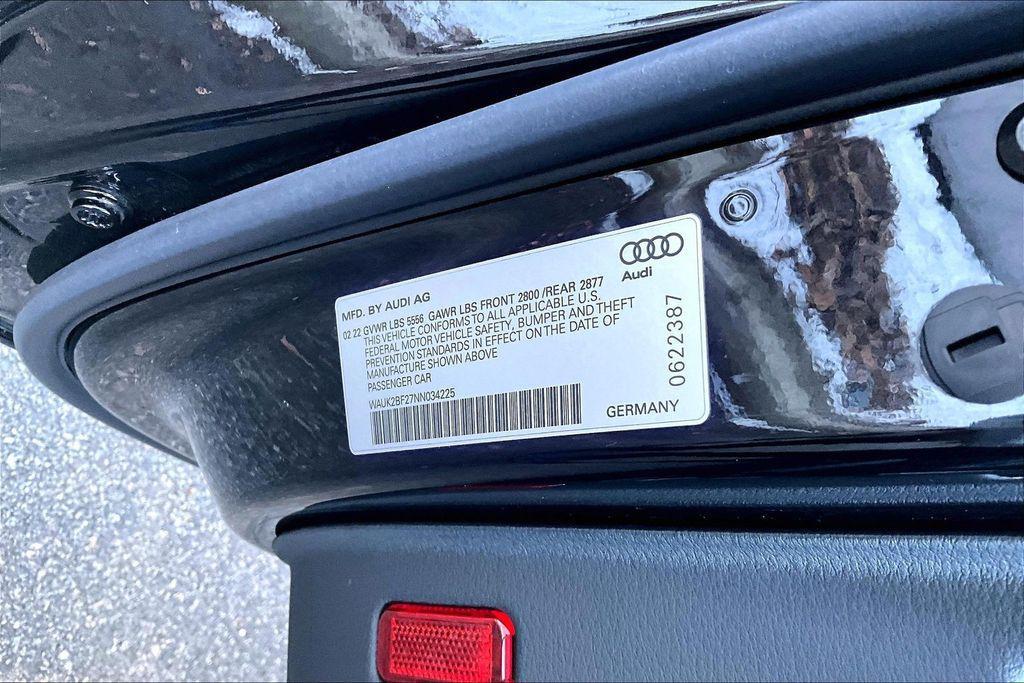 Audi
MFD. BY AUDI AG
02 22 GVWR LBS 5556 GAWR LBS FRONT 2800 /REAR 2877
THIS VEHICLE CONFORMS TO ALL APPLICABLE U.S.
FEDERAL MOTOR VEHICLE SAFETY, BUMPER AND THEFT
PREVENTION STANDARDS IN EFFECT ON THE DATE OF
MANUFACTURE SHOWN ABOVE
PASSENGER CAR
WAUK2BF27NN034225
GERMANY
0622387